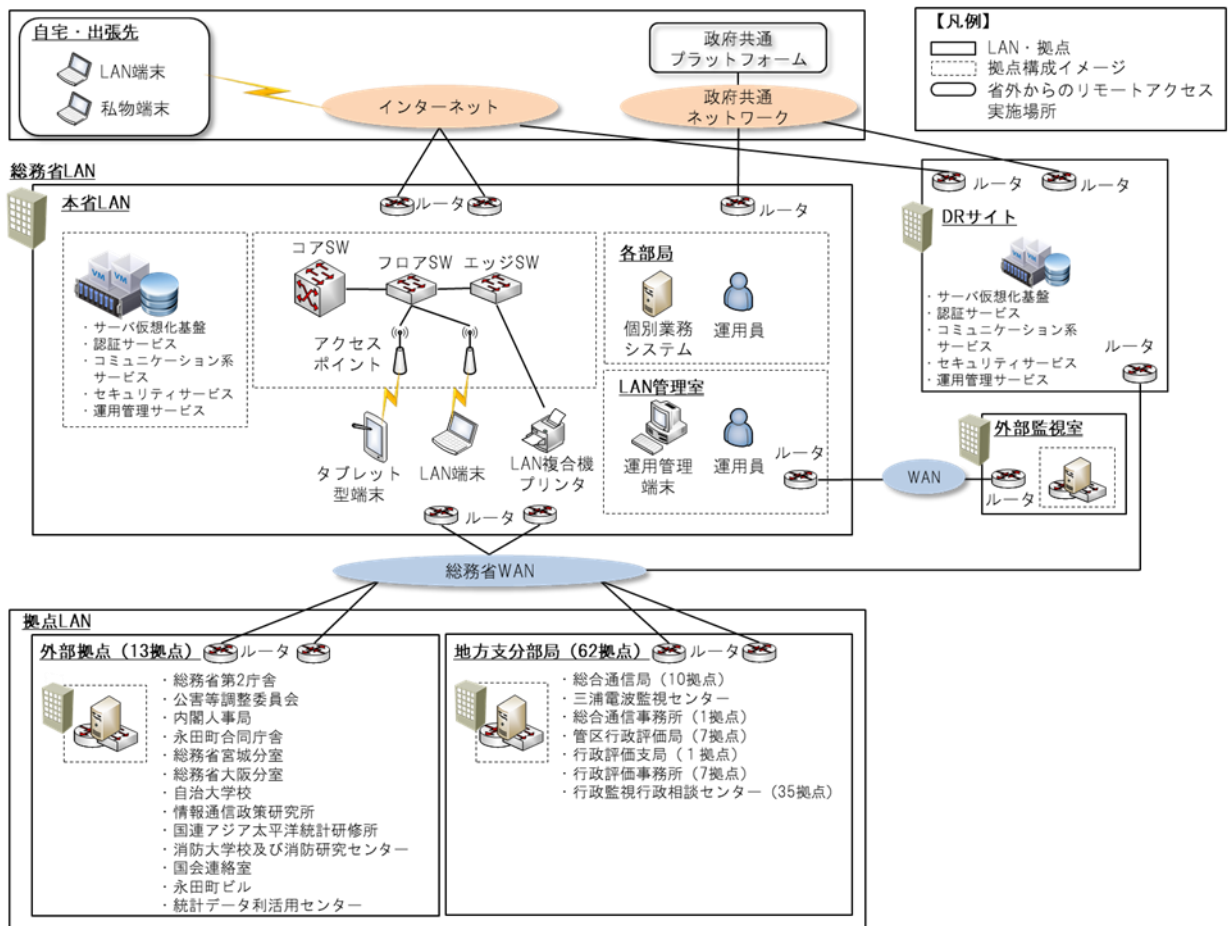 自宅・出張先
LAN端末
私物端末
インターネット
政府共通
プラットフォーム
政府共通
ネットワーク
【凡例】
LAN・拠点
拠点構成イメージ
省外からのリモートアクセス
実施場所
総務省LAN
本省LAN
ルータ
ルータ
・サーバ仮想化基盤
・認証サービス
・コミュニケーション系
サービス
・セキュリティサービス
・運用管理サービス
コアSW
フロアSW
エッジSW
アクセス
ポイント
タブレット
型端末
LAN端末
LAN複合機
プリンタ
各部局
個別業務
システム
運用員
LAN管理室
運用管理
端末
運用員
ルータ
ルータ
WAN
ルータ
ルータ
DRサイト
・サーバ仮想化基盤
・認証サービス
・コミュニケーション系
サービス
・セキュリティサービス
・運用管理サービス
ルータ
外部監視室
ルータ
総務省WAN
拠点LAN
外部拠点（13拠点）
ルータ
・総務省第2庁舎
・公害等調整委員会
・内閣人事局
・永田町合同庁舎
・総務省宮城分室
・総務省大阪分室
・自治大学校
・情報通信政策研究所
・国連アジア太平洋統計研修所
・消防大学校及び消防研究センター
・国会連絡室
・永田町ビル
・統計データ利活用センター
地方支分部局（62拠点）
ルータ
・総合通信局（10拠点）
・三浦電波監視センター
・総合通信事務所（1拠点）
・管区行政評価局（7拠点）
・行政評価支局（１拠点）
・行政評価事務所（7拠点）
・行政監視行政相談センター（35拠点）
VM
VM
VM
VM